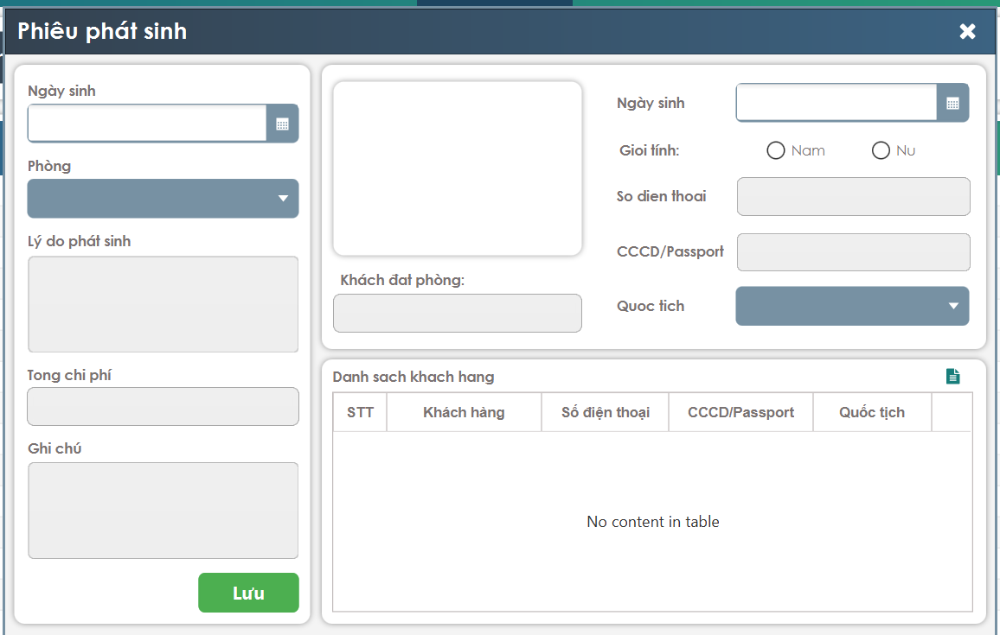 Phiêu phát sinh
Ngày sinh
Phòng
Lý do phát sinh
Tong chi phí
Ghi chú
Lưu
Khách đat phòng:
Ngày sinh
Gioi tính:
Nam
Nu
So dien thoai
CCCD/Passport
Quoc tich
Danh sach khach hang
STT Khách hàng Số điện thoại CCCD/Passport Quốc tịch
No content in table